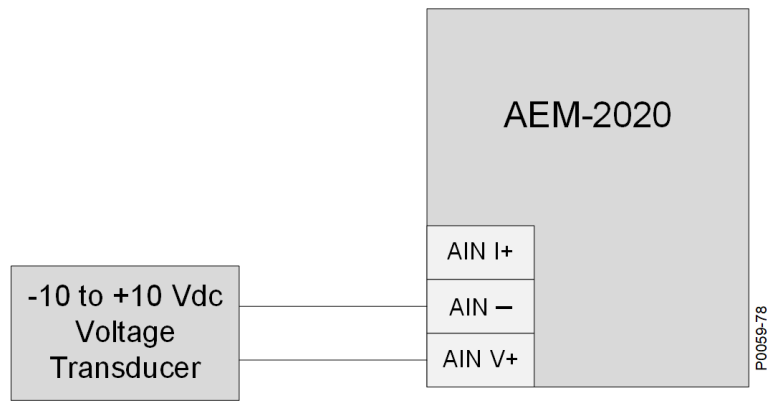 AEM-2020
AIN I+
AIN –
AIN V+
-10 to +10 Vdc
Voltage
Transducer
P0059-78